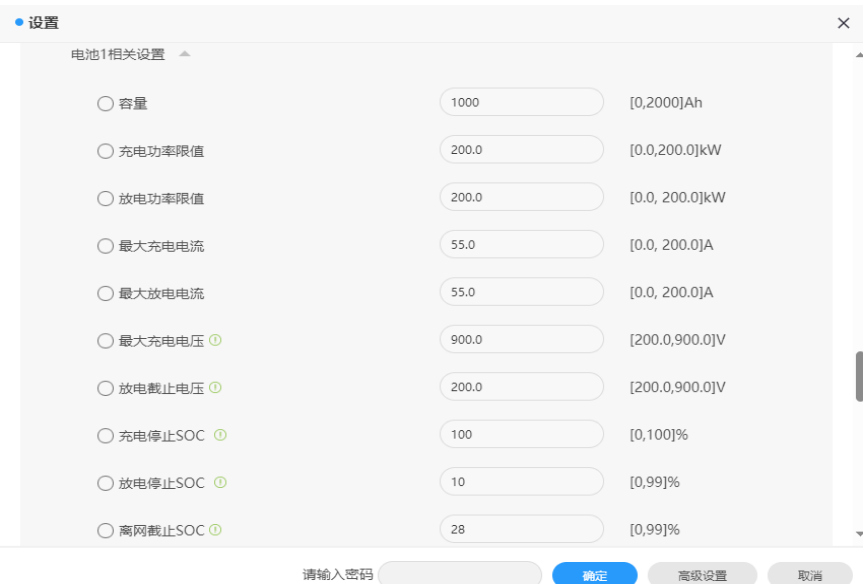 设置
电池1相关设置
容量 1000 [0,2000]Ah
充电功率限值 200.0 [0.0,200.0]kW
放电功率限值 200.0 [0.0, 200.0]kW
最大充电电流 55.0 [0.0, 200.0]A
最大放电电流 55.0 [0.0, 200.0]A
最大充电电压 900.0 [200.0,900.0]V
放电截止电压 200.0 [200.0,900.0]V
充电停止SOC 100 [0,100]%
放电停止SOC 10 [0,99]%
离网截止SOC 28 [0,99]%
请输入密码 确定 高级设置 取消